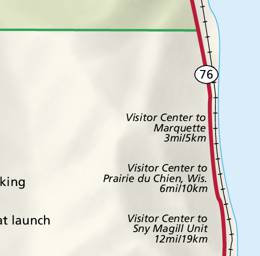 76
Visitor Center to
Marquette
3mi/5km
Visitor Center to
Prairie du Chien, Wis.
6mi/10km
king
Visitor Center to
at launch
Sny Magill Unit
12mi/19km